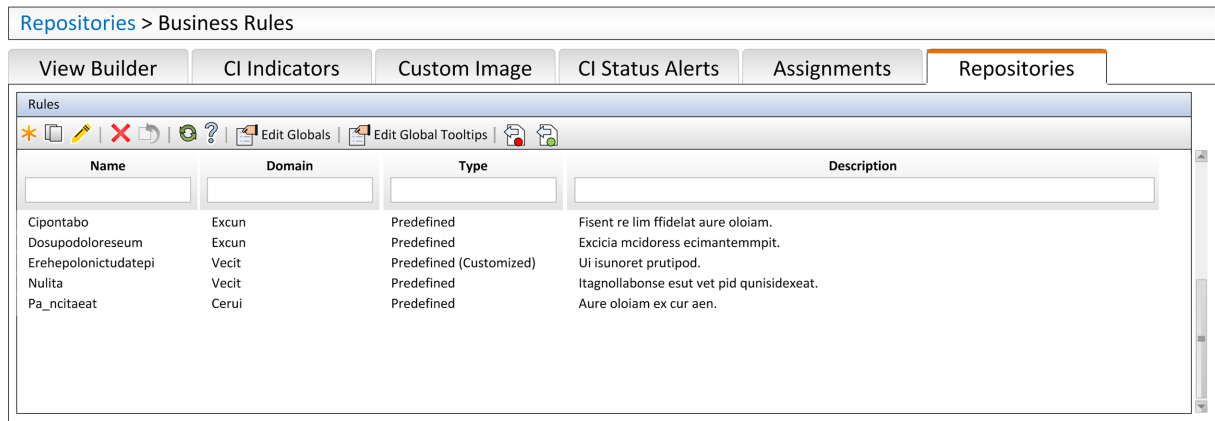 Repositories > Business Rules
View Builder CI Indicators Custom Image CI Status Alerts Assignments Repositories
Rules
Edit Globals | Edit Global Tooltips |
Name Domain Type Description
Cipontabo Excun Predefined Fisent re lim ffidelat aure oloiam.
Dosupodoloreseum Excun Predefined Excicia mcidoress ecimantemmpit.
Erehepolonictudatepi Vecit Predefined (Customized) Ui isunoret prutipod.
Nulita Vecit Predefined Itagnollabonse esut vet pid qunisidexeat.
Pa_ncitaeat Cerui Predefined Aure oloiam ex cur aen.